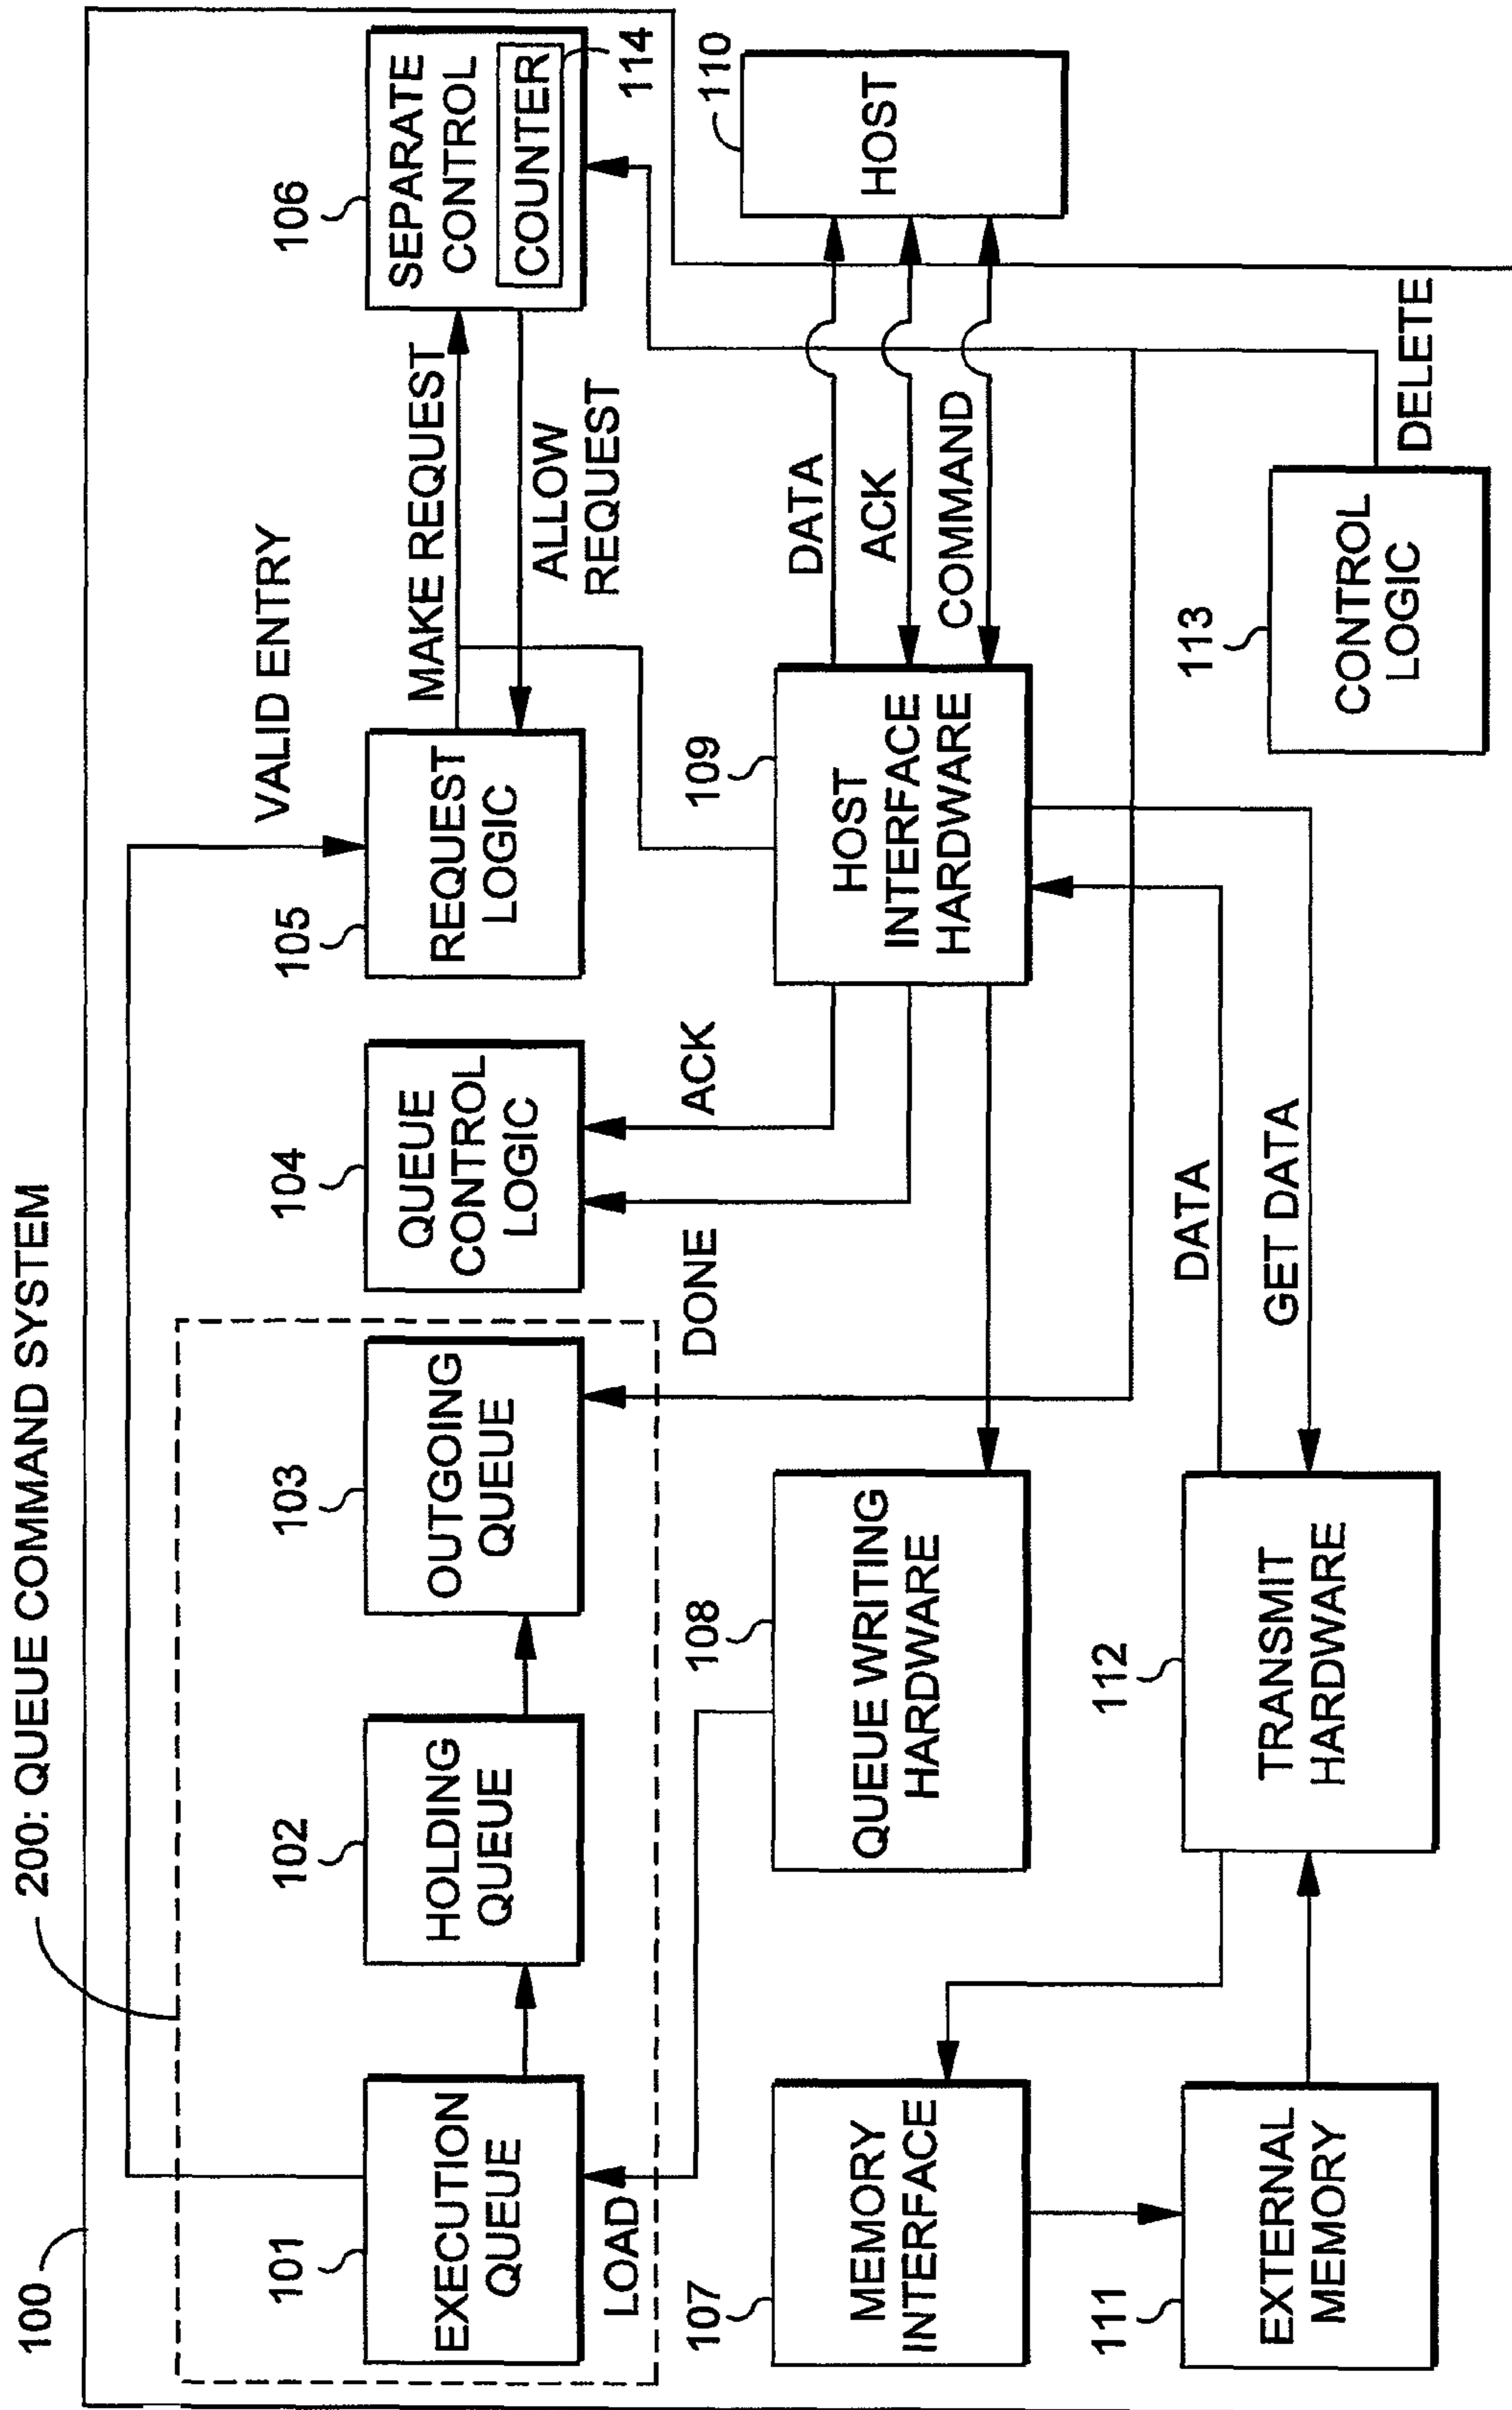 200: QUEUE COMMAND SYSTEM
100
VALID ENTRY
101
EXECUTION
QUEUE
102
HOLDING
QUEUE
103
OUTGOING
QUEUE
104
QUEUE
CONTROL
LOGIC
105
REQUEST
LOGIC
MAKE REQUEST
ALLOW
REQUEST
106
SEPARATE
CONTROL
COUNTER
114
LOAD
DONE
ACK
107
MEMORY
INTERFACE
108
QUEUE WRITING
HARDWARE
109
HOST
INTERFACE
HARDWARE
DATA
ACK
COMMAND
110
HOST
111
EXTERNAL
MEMORY
112
TRANSMIT
HARDWARE
DATA
GET DATA
113
CONTROL
LOGIC
DELETE